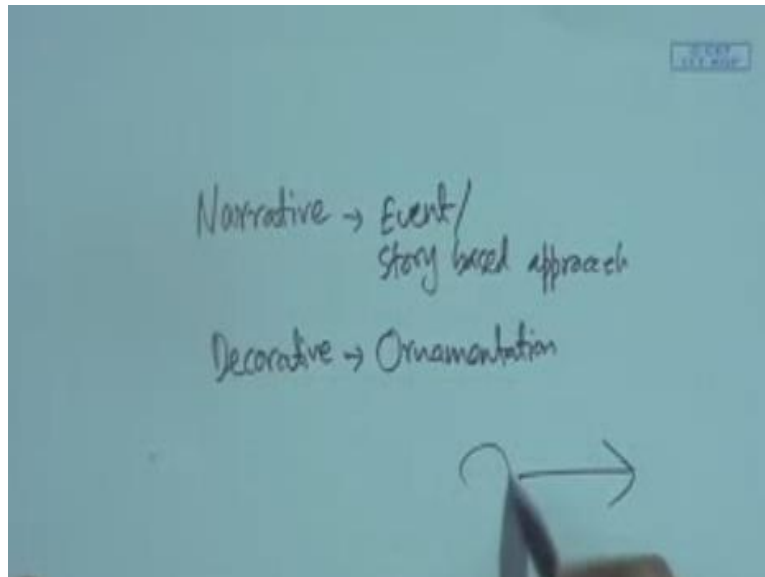 Narrative → Event/
Story based approach
Decorative → Ornamentation